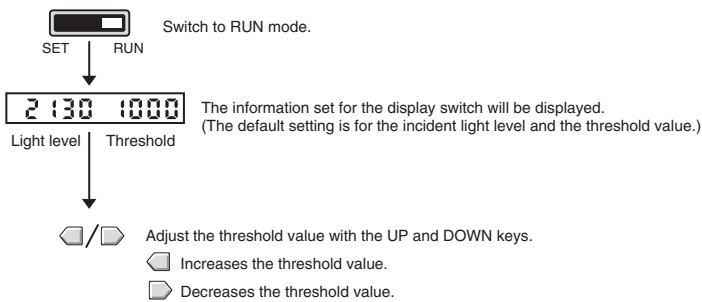 Switch to RUN mode.
SET RUN
2130 1000
The information set for the display switch will be displayed.
(The default setting is for the incident light level and the threshold value.)
Light level Threshold
/ Adjust the threshold value with the UP and DOWN keys.
Increases the threshold value.
Decreases the threshold value.